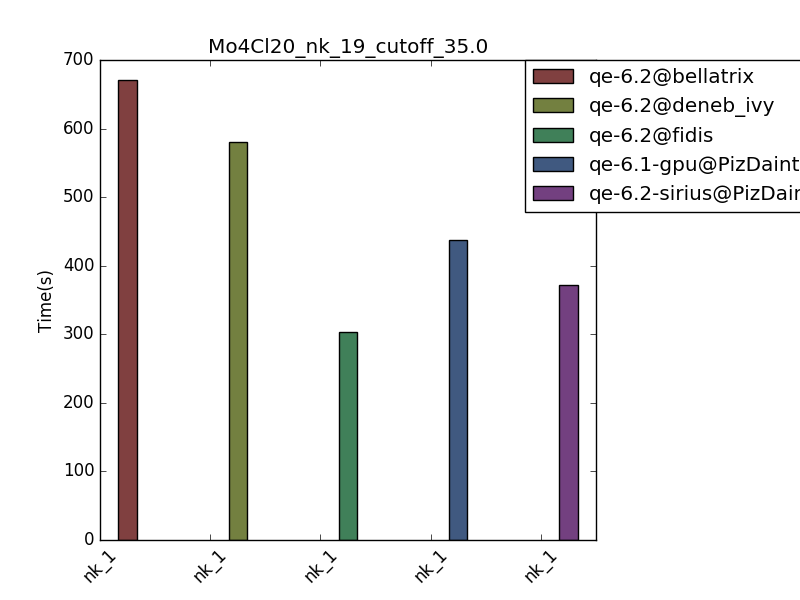 Mo4Cl20_nk_19_cutoff_35.0
700
600
500
400
300
200
100
0
Time(s)
nk_1
nk_1
nk_1
nk_1
nk_1
qe-6.2@bellatrix
qe-6.2@deneb_ivy
qe-6.2@fidis
qe-6.1-gpu@PizDaint
qe-6.2-sirius@PizDain